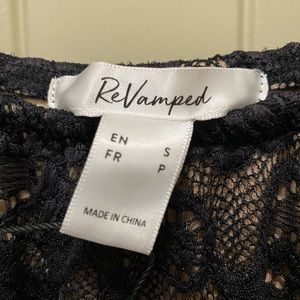 ReVamped
EN S
FR P
MADE IN CHINA